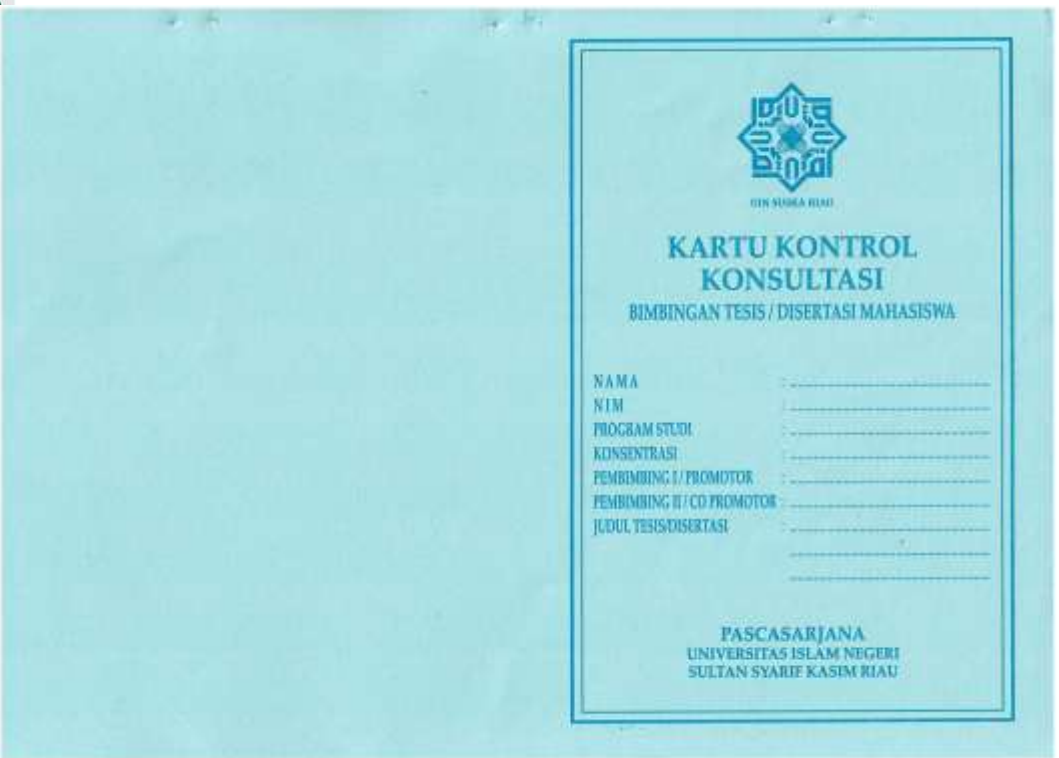 UIN SUSKA RIAU
KARTU KONTROL
KONSULTASI
BIMBINGAN TESIS / DISERTASI MAHASISWA
NAMA :
NIM :
PROGRAM STUDI :
KONSENTRASI :
PEMBIMBING I / PROMOTOR :
PEMBIMBING II / CO PROMOTOR :
JUDUL TESIS/DISERTASI :
PASCASARJANA
UNIVERSITAS ISLAM NEGERI
SULTAN SYARIF KASIM RIAU